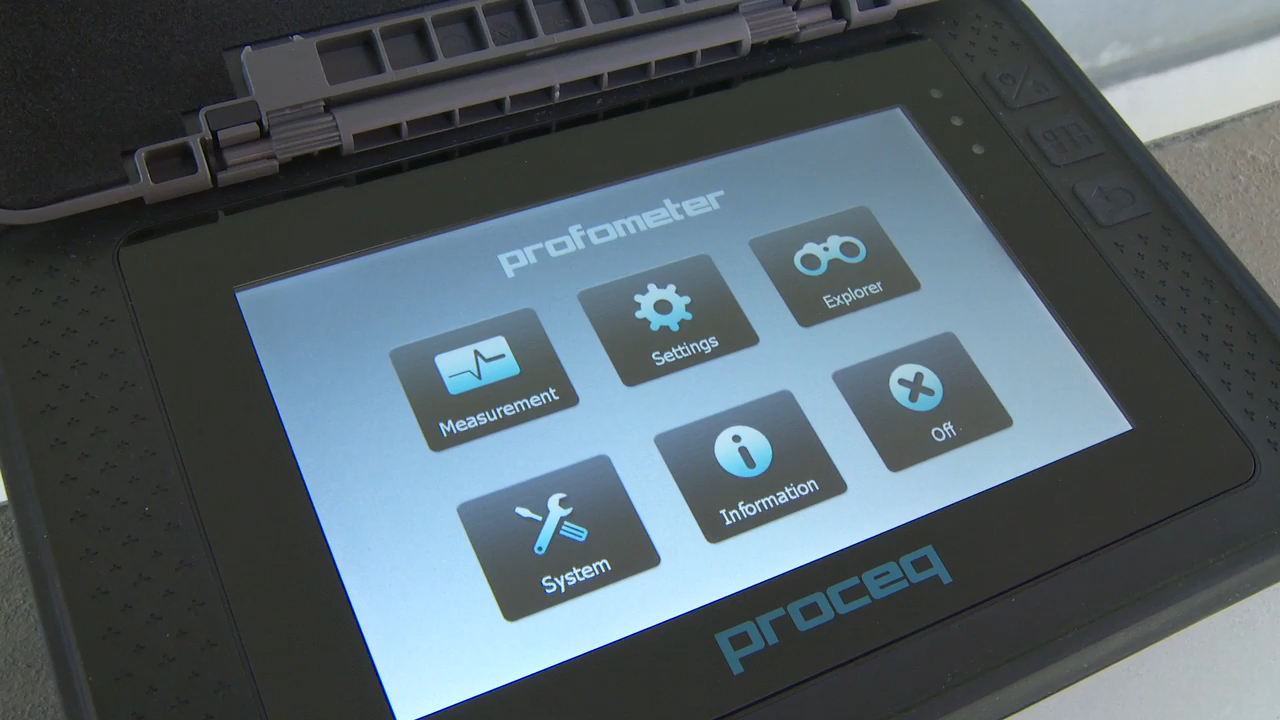 profometer
Measurement
Settings
Explorer
System
Information
Off
proceq